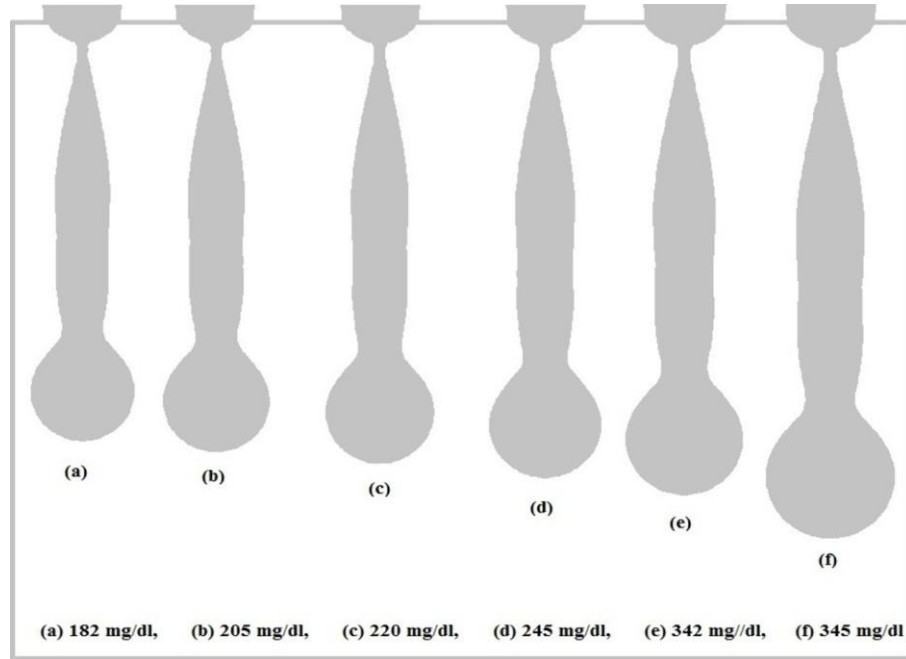 (a)
(b)
(c)
(d)
(e)
(f)
(a) 182 mg/dl, (b) 205 mg/dl, (c) 220 mg/dl, (d) 245 mg/dl, (e) 342 mg//dl, (f) 345 mg/dl